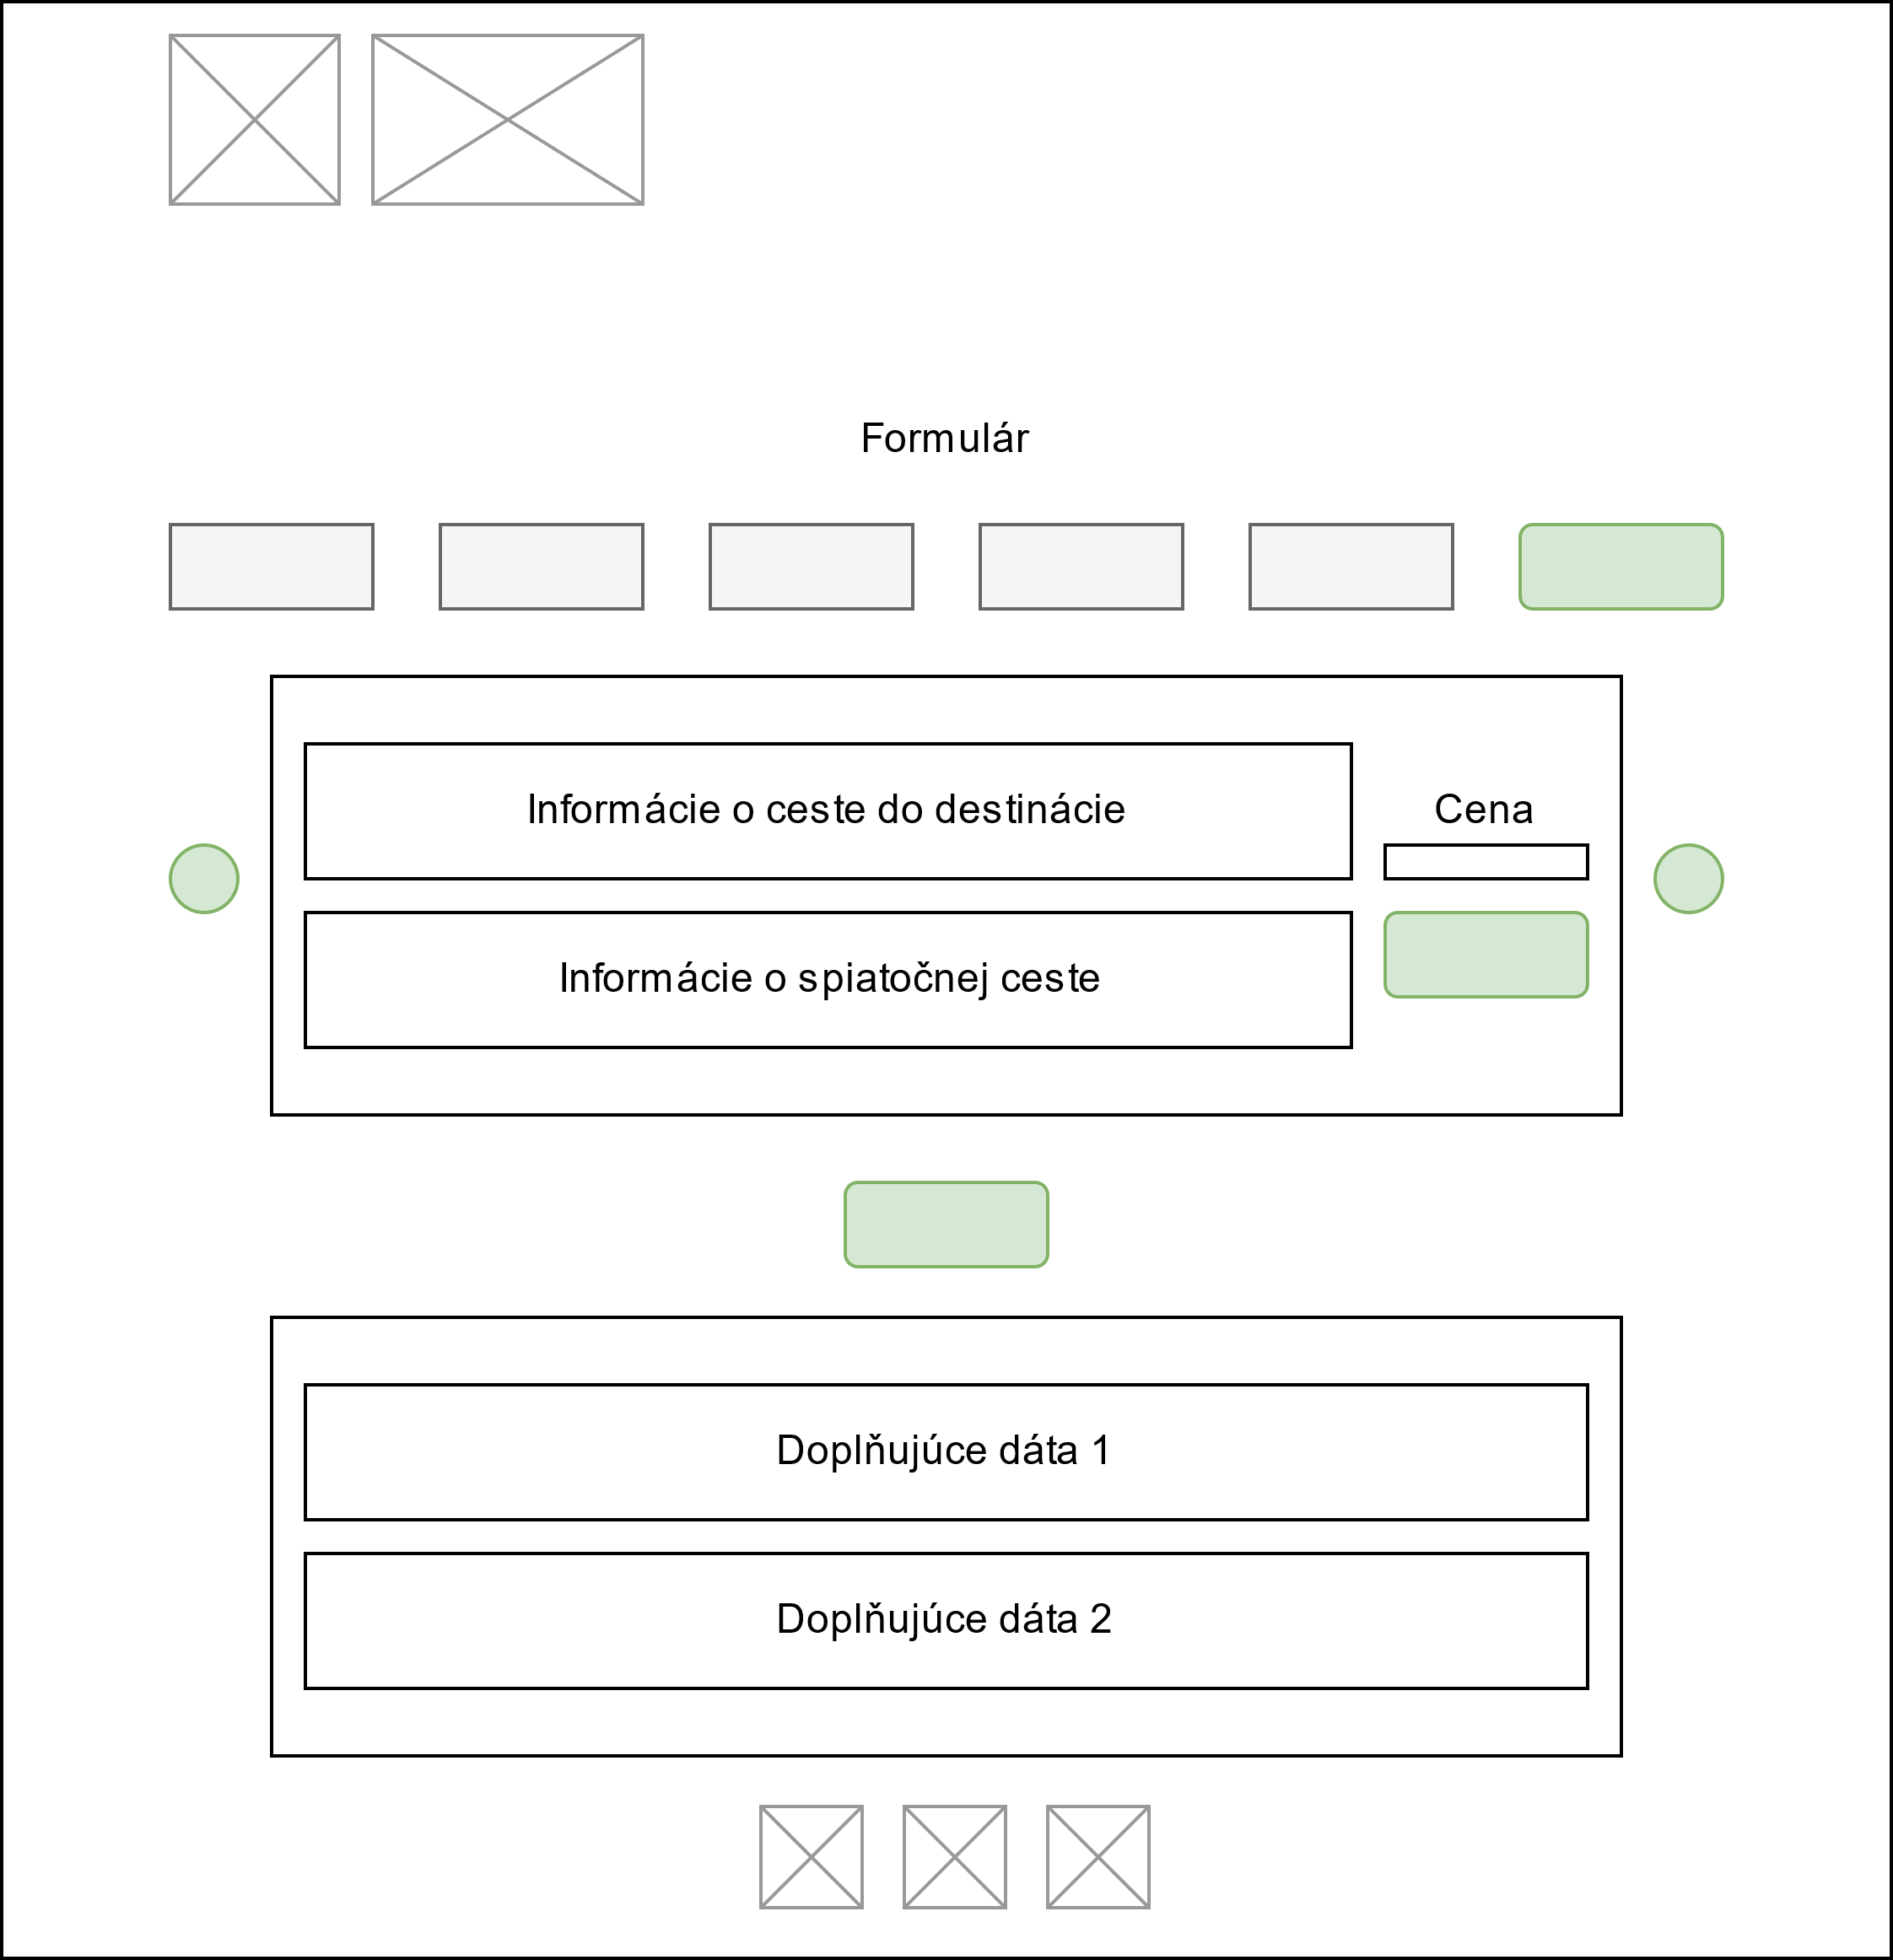 Formulár
Informácie o ceste do destinácie
Cena
Informácie o spiatočnej ceste
Doplňujúce dáta 1
Doplňujúce dáta 2